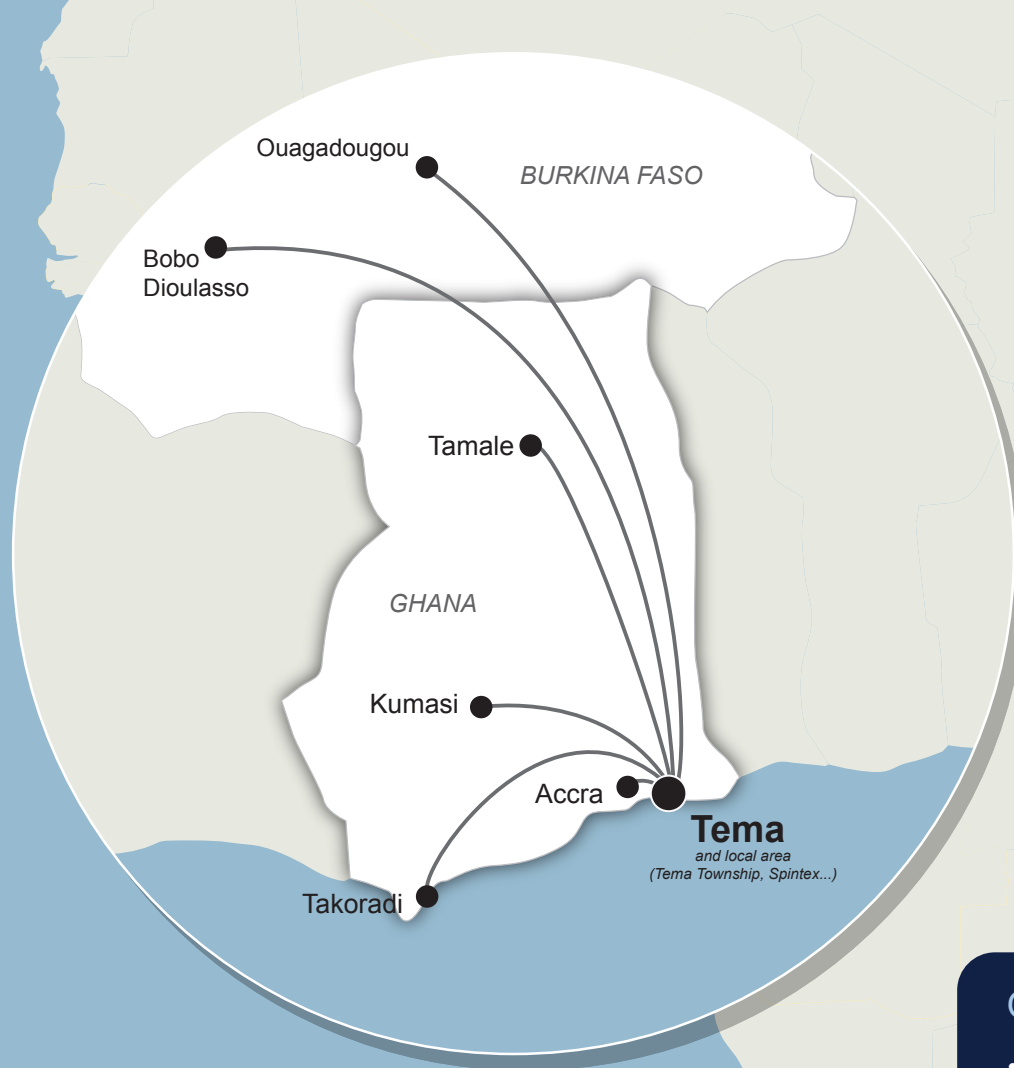 Ouagadougou
BURKINA FASO
Bobo
Dioulasso
Tamale
GHANA
Kumasi
Accra
Tema
and local area
(Tema Township, Spintex...)
Takoradi